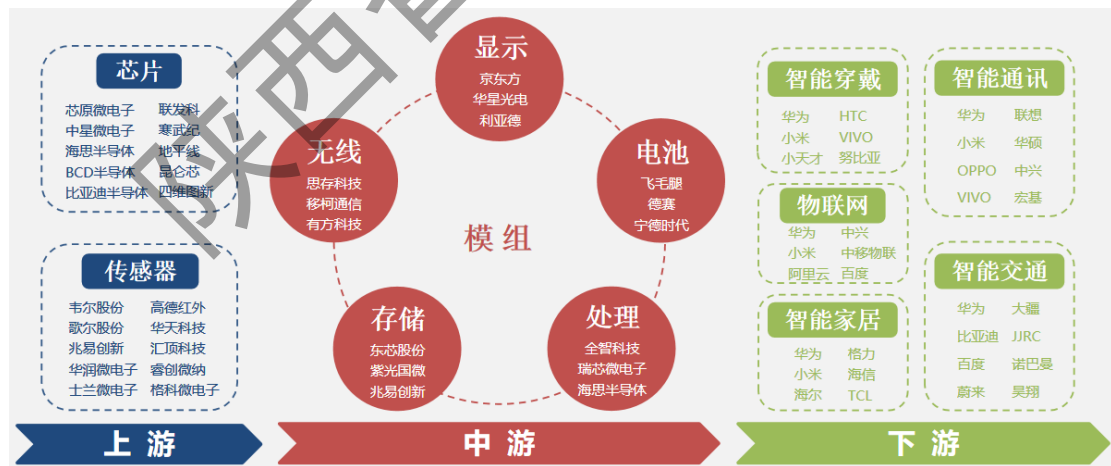 芯片
芯原微电子 联发科
中星微电子 寒武纪
海思半导体 地平线
BCD半导体 昆仑芯
比亚迪半导体 四维图新
传感器
韦尔股份 高德红外
歌尔股份 华天科技
兆易创新 汇顶科技
华润微电子 睿创微纳
士兰微电子 格科微电子
上游
显示
京东方
华星光电
利亚德
无线
思存科技
移柯通信
有方科技
电池
飞毛腿
德赛
宁德时代
模组
存储
东芯股份
紫光国微
兆易创新
处理
全智科技
瑞芯微电子
海思半导体
中游
智能穿戴
华为 HTC
小米 VIVO
小天才 努比亚
物联网
华为 中兴
小米 中移物联
阿里云 百度
智能家居
华为 格力
小米 海信
海尔 TCL
智能通讯
华为 联想
小米 华硕
OPPO 中兴
VIVO 宏基
智能交通
华为 大疆
比亚迪 JJRC
百度 诺巴曼
蔚来 昊翔
下游
陕西